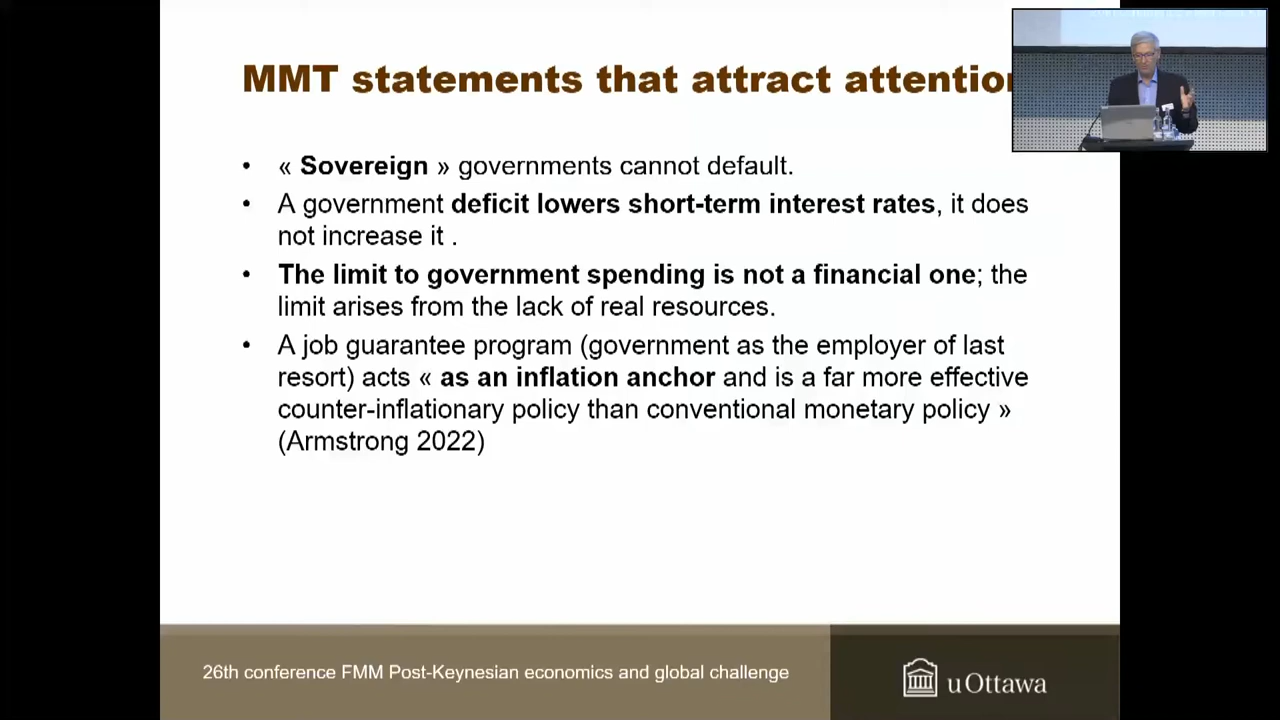 MMT statements that attract attention
• « Sovereign » governments cannot default.
• A government deficit lowers short-term interest rates, it does
not increase it .
• The limit to government spending is not a financial one; the
limit arises from the lack of real resources.
• A job guarantee program (government as the employer of last
resort) acts « as an inflation anchor and is a far more effective
counter-inflationary policy than conventional monetary policy »
(Armstrong 2022)
26th conference FMM Post-Keynesian economics and global challenge
uOttawa